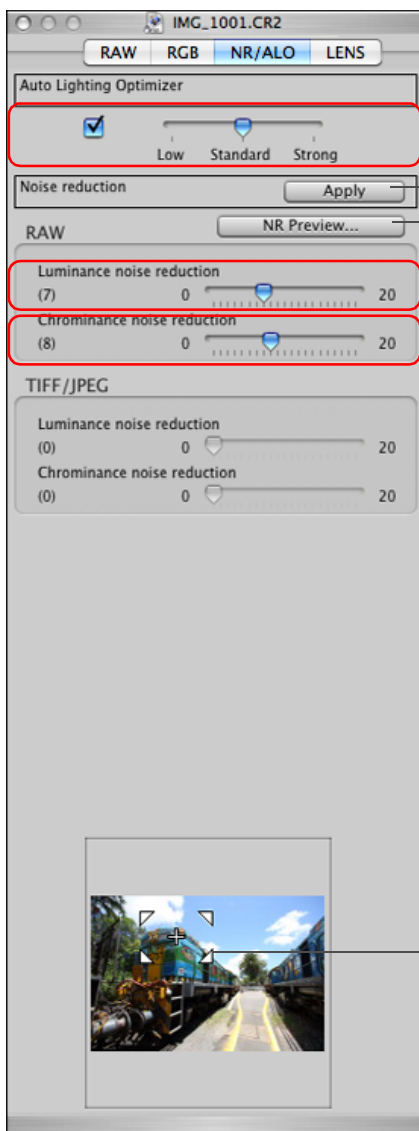 IMG_1001.CR2
RAW RGB NR/ALO LENS
Auto Lighting Optimizer
Low Standard Strong
Noise reduction Apply
RAW NR Preview...
Luminance noise reduction
(7) 0 20
Chrominance noise reduction
(8) 0 20
TIFF/JPEG
Luminance noise reduction
(0) 0 20
Chrominance noise reduction
(0) 0 20